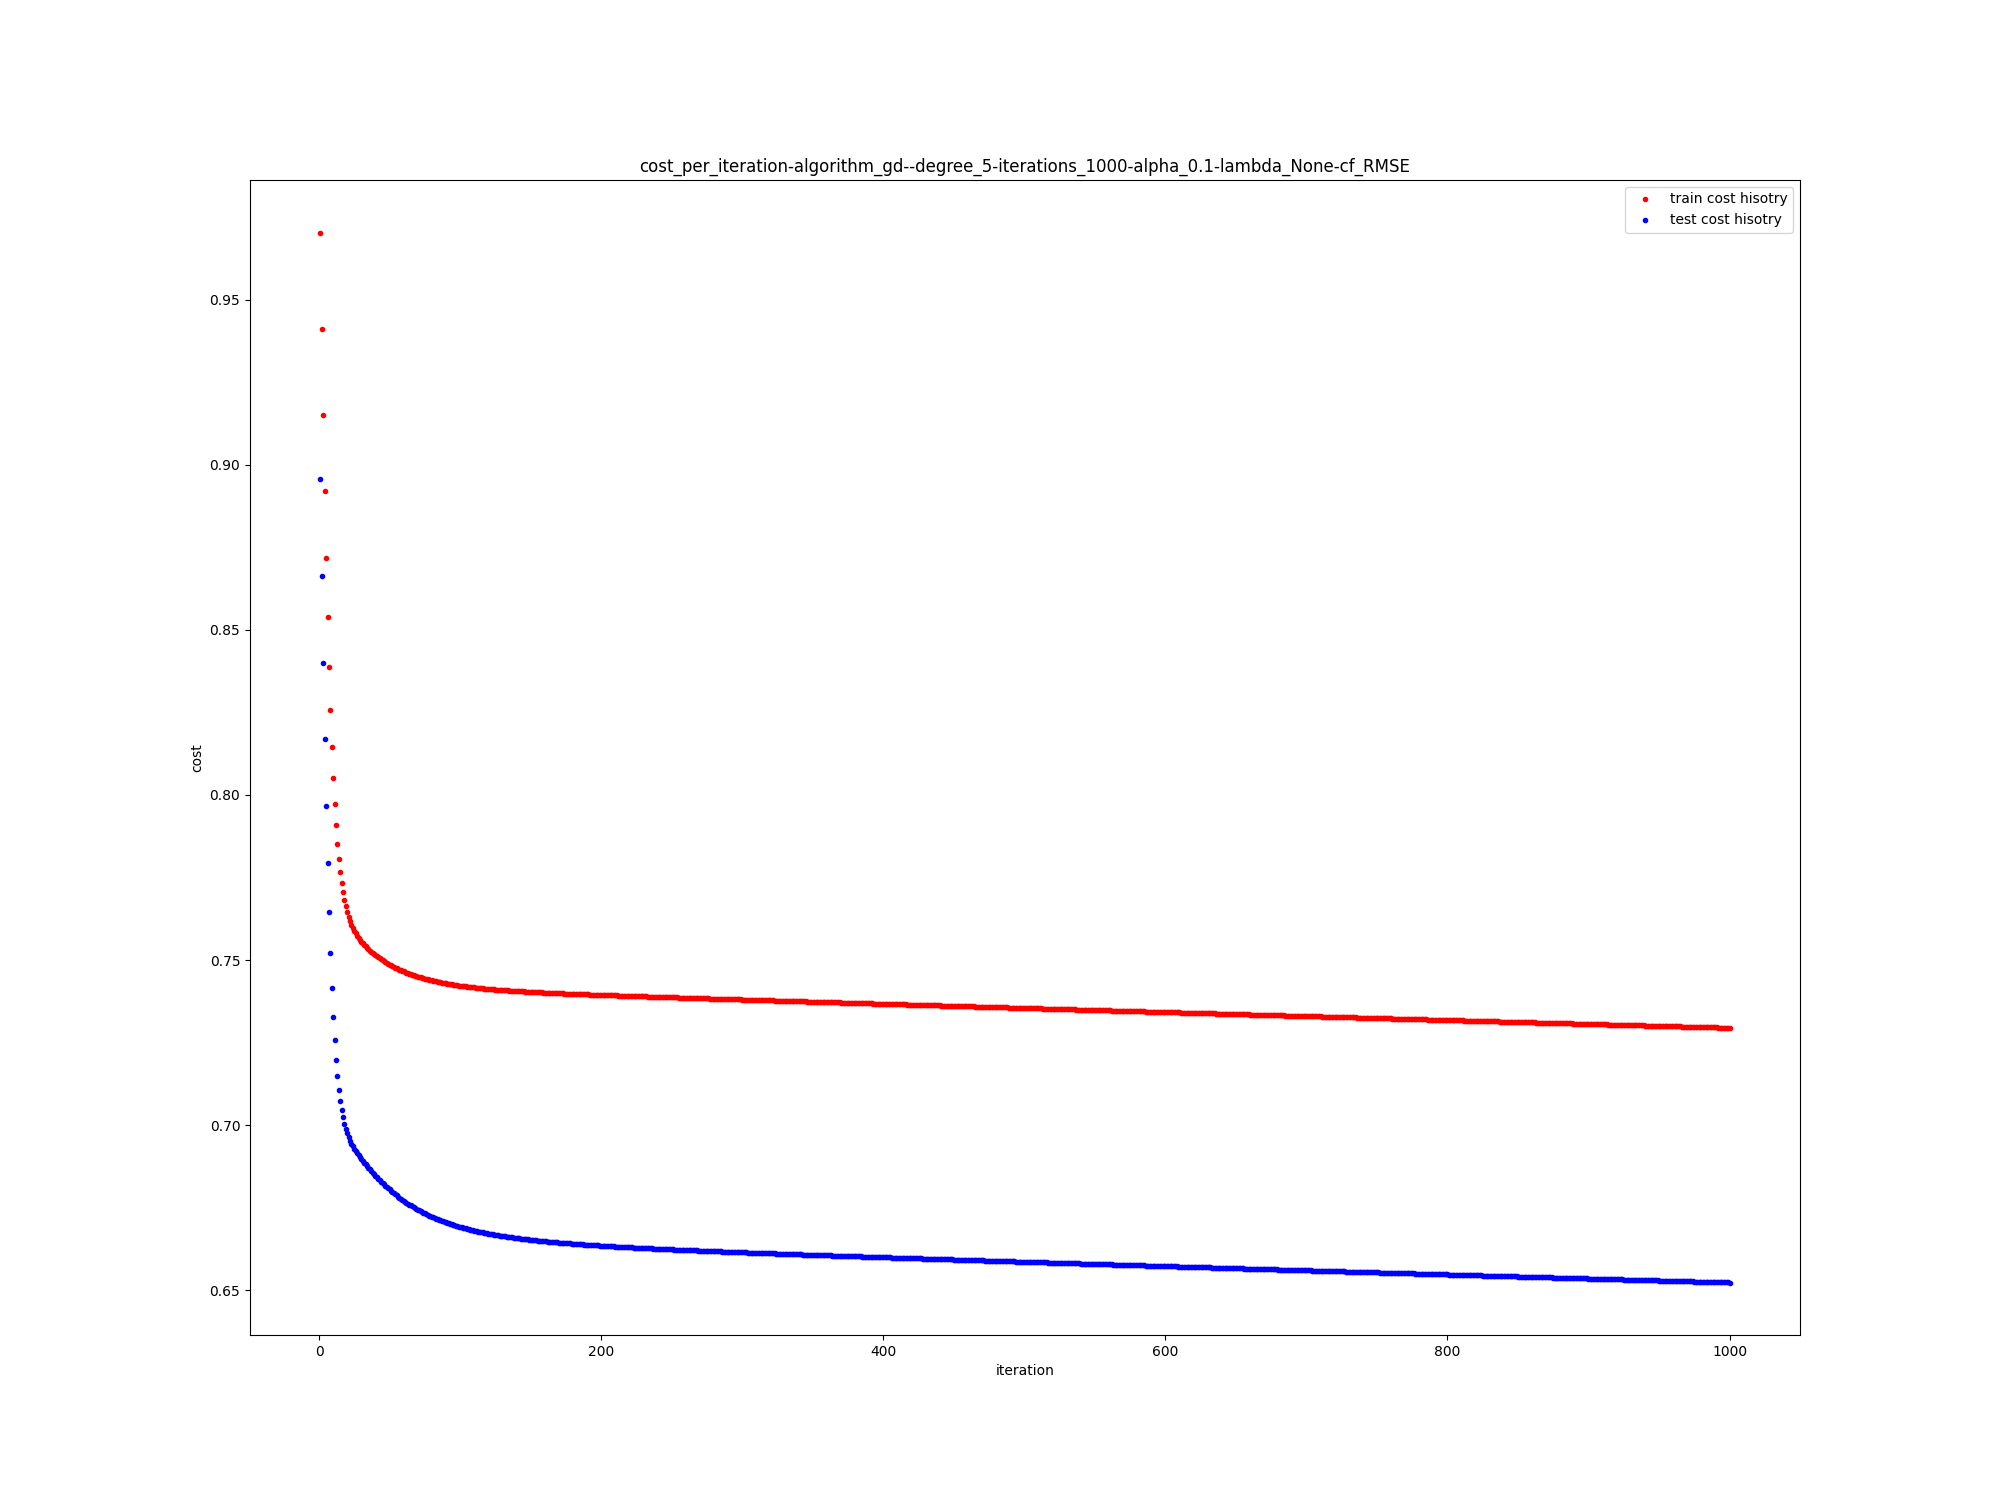 cost_per_iteration-algorithm_gd--degree_5-iterations_1000-alpha_0.1-lambda_None-cf_RMSE
train cost hisotry
test cost hisotry
0.95
0.90
0.85
0.80
0.75
0.70
0.65
cost
0 200 400 600 800 1000
iteration